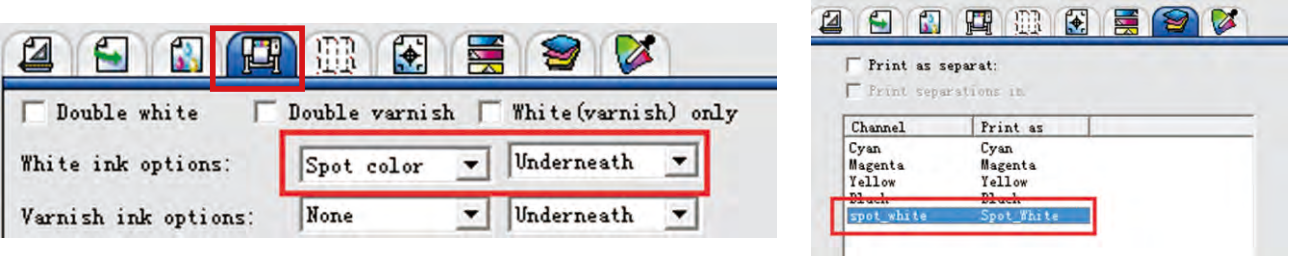 Double white Double varnish White(varnish) only
White ink options: Spot color Underneath
Varnish ink options: None Underneath
Print as separat:
Print separations in
Channel Print as
Cyan Cyan
Magenta Magenta
Yellow Yellow
Black Black
spot_white Spot_White